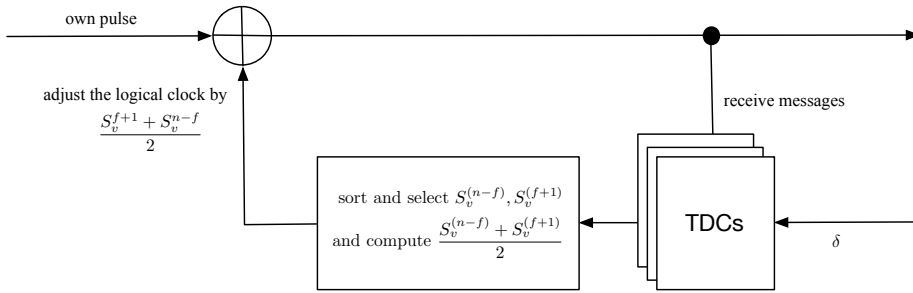 own pulse
adjust the logical clock by
$\frac{S_v^{f+1} + S_v^{n-f}}{2}$
receive messages
sort and select $S_v^{(n-f)}, S_v^{(f+1)}$
and compute $\frac{S_v^{(n-f)} + S_v^{(f+1)}}{2}$
TDCs
δ